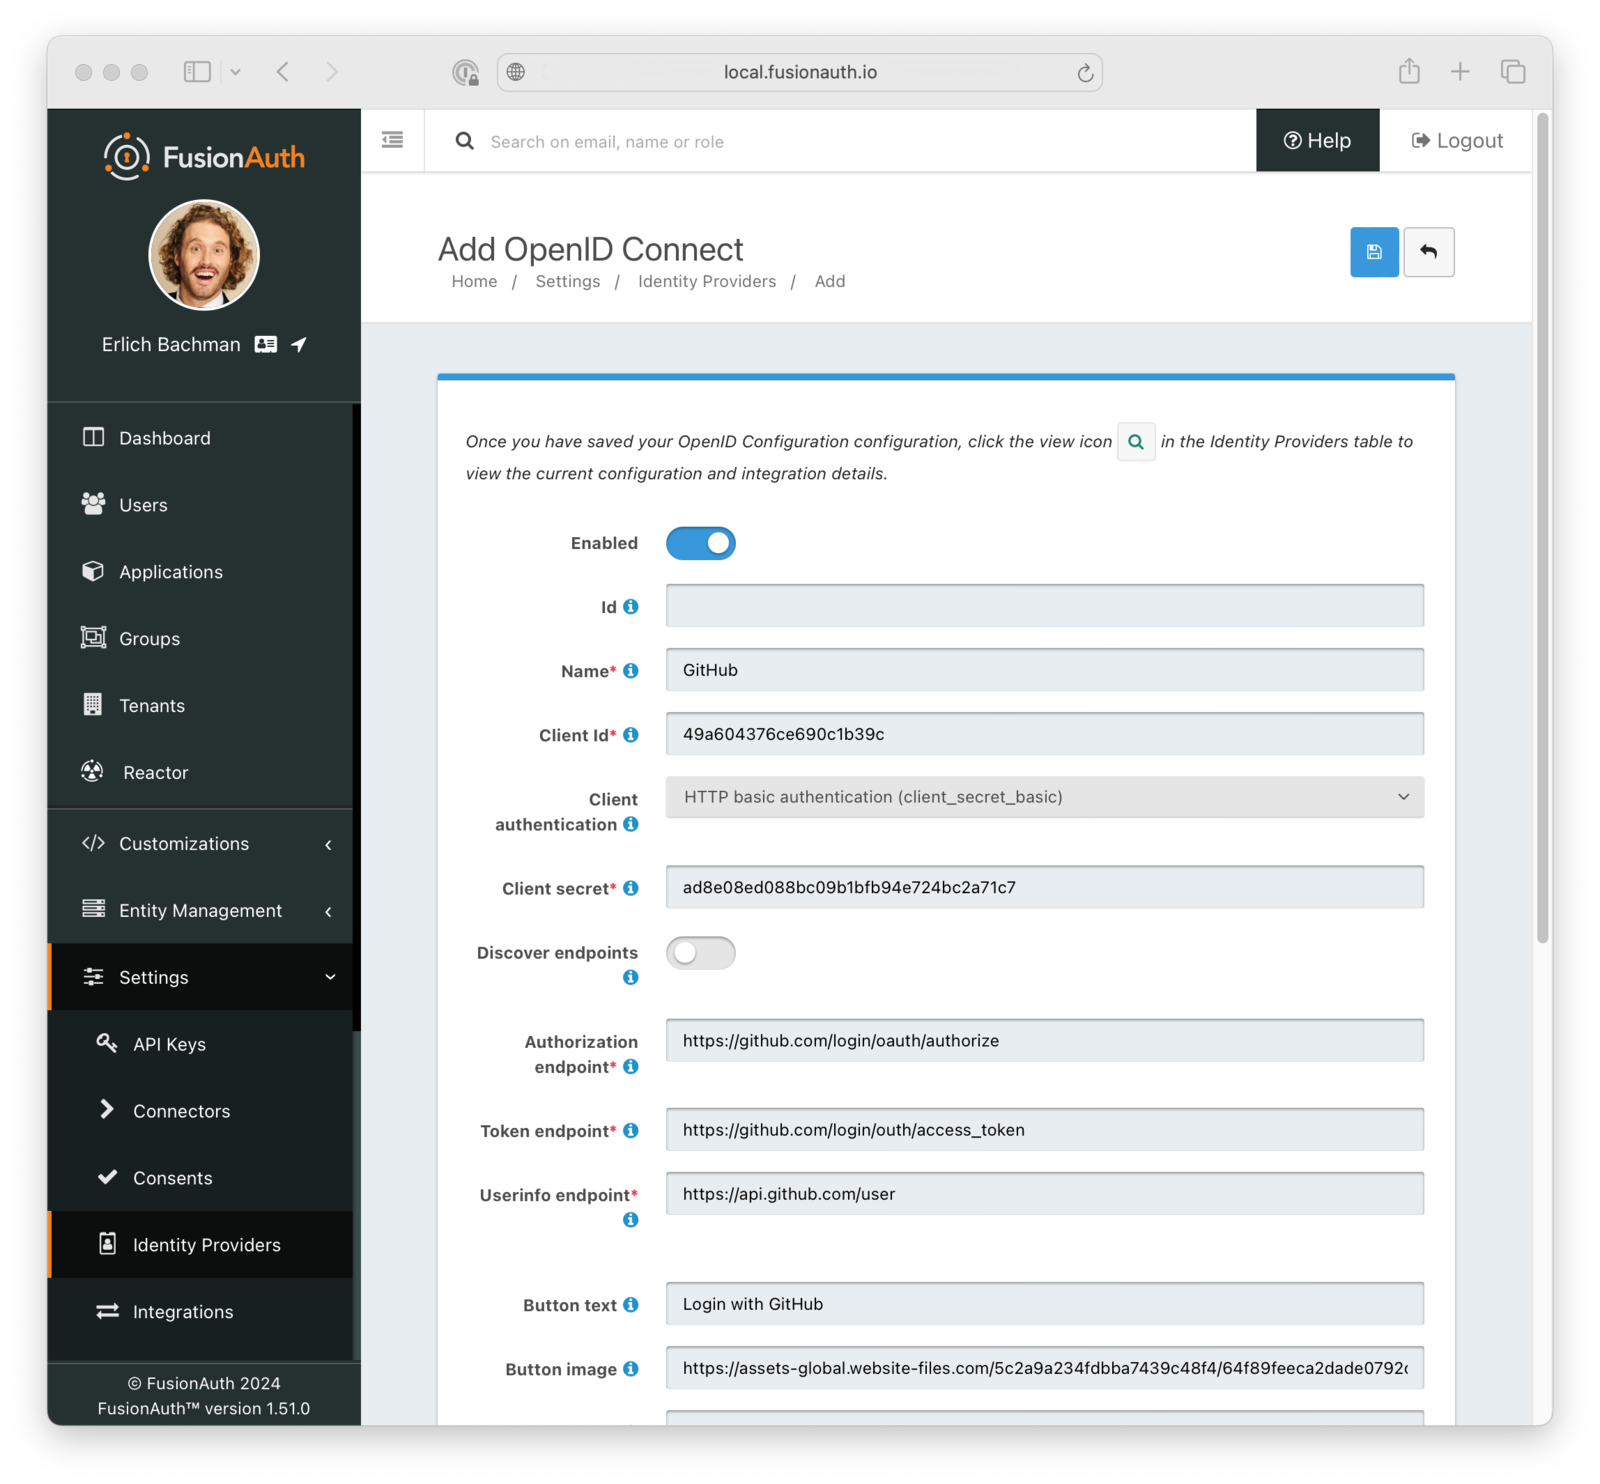 local.fusionauth.io
FusionAuth
Search on email, name or role
Help
Logout
Erlich Bachman
Add OpenID Connect
Home / Settings / Identity Providers / Add
Dashboard
Users
Applications
Groups
Tenants
Reactor
Customizations
Entity Management
Settings
API Keys
Connectors
Consents
Identity Providers
Integrations
© FusionAuth 2024
FusionAuth™ version 1.51.0
Once you have saved your OpenID Configuration configuration, click the view icon in the Identity Providers table to
view the current configuration and integration details.
Enabled
Id
Name* GitHub
Client Id* 49a604376ce690c1b39c
Client
authentication
HTTP basic authentication (client_secret_basic)
Client secret* ad8e08ed088bc09b1bfb94e724bc2a71c7
Discover endpoints
Authorization
endpoint*
https://github.com/login/oauth/authorize
Token endpoint* https://github.com/login/outh/access_token
Userinfo endpoint* https://api.github.com/user
Button text Login with GitHub
Button image https://assets-global.website-files.com/5c2a9a234fdbba7439c48f4/64f89feeca2dade0792